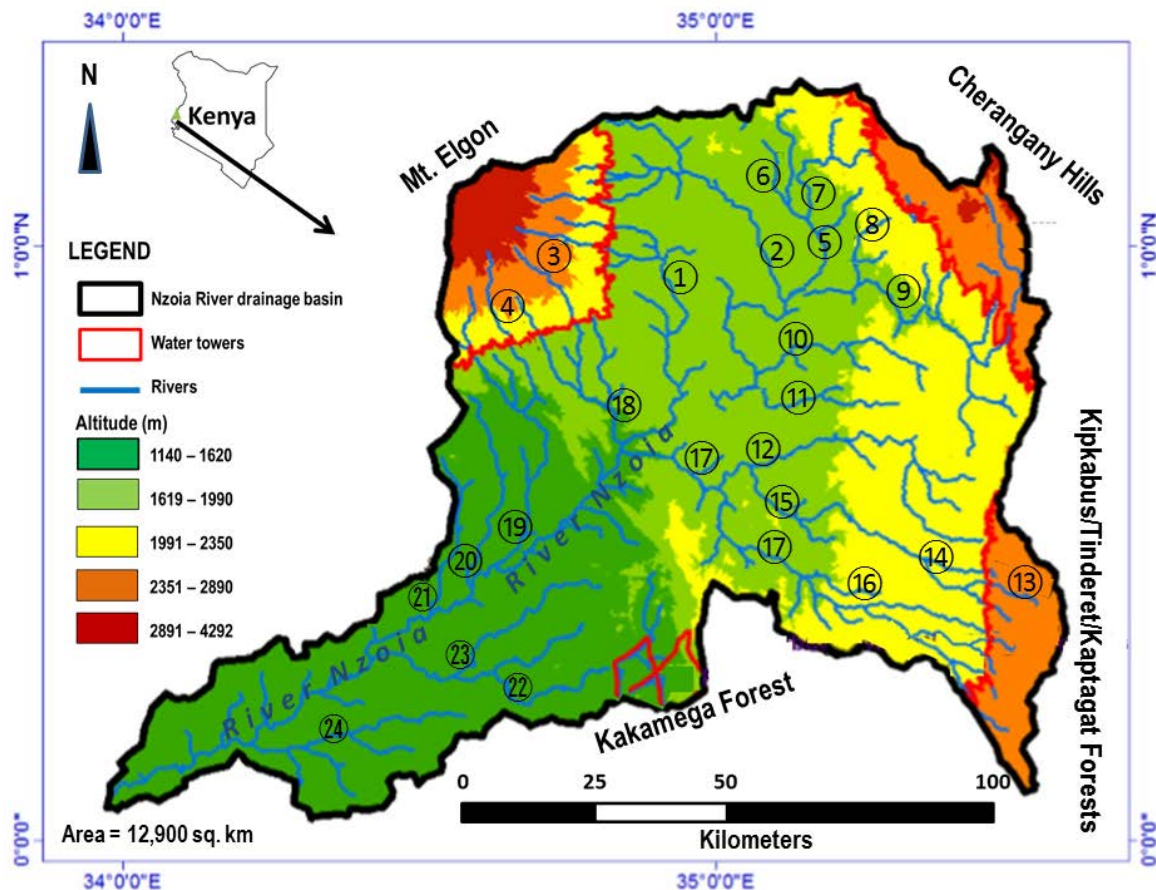 34°0'0"E
35°0'0"E
N
Kenya
Mt. Elgon
Cherangany Hills
1°0'0"N
1°0'0"N
LEGEND
Nzoia River drainage basin
Water towers
Rivers
Altitude (m)
1140 – 1620
1619 – 1990
1991 – 2350
2351 – 2890
2891 – 4292
6
7
8
3
2
5
1
9
4
10
11
18
12
17
15
19
17
14
20
16
13
21
23
22
24
River Nzoia
River Nzoia
Kipkabus/Tinderet/Kaptagat Forests
Kakamega Forest
0
25
50
100
Kilometers
Area = 12,900 sq. km
0°0'0"
0°0'0"
34°0'0"E
35°0'0"E